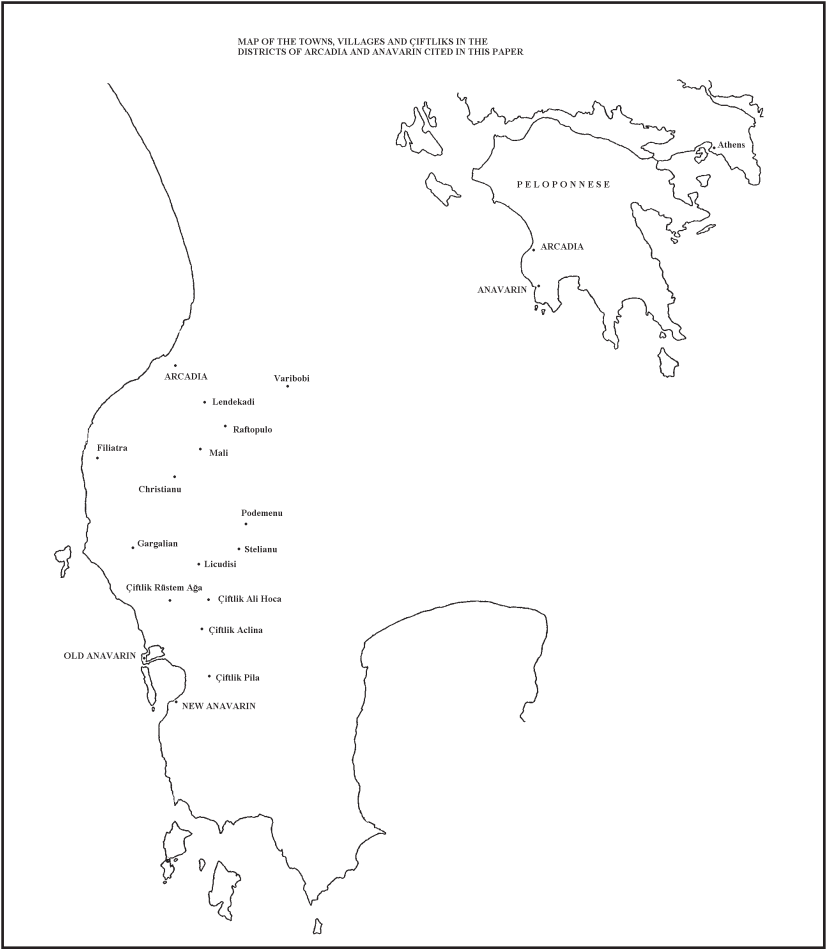 MAP OF THE TOWNS, VILLAGES AND ÇIFTLIKS IN THE
DISTRICTS OF ARCADIA AND ANAVARIN CITED IN THIS PAPER
Athens
PELOPONNESE
ARCADIA
ANAVARIN
ARCADIA
Varibobi
Lendekadi
Raftopulo
Filiatra
Mali
Christianu
Podemenu
Gargalian
Stelianu
Licudisi
Çiftlik Rüstem Ağa
Çiftlik Ali Hoca
Çiftlik Aclina
OLD ANAVARIN
Çiftlik Pila
NEW ANAVARIN